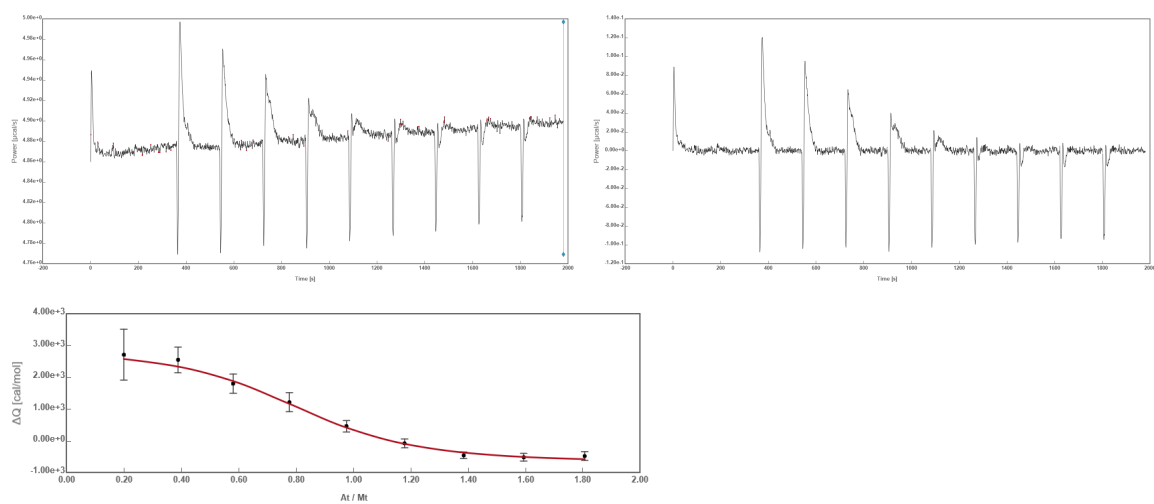 5.00e+0
4.98e+0
4.96e+0
4.94e+0
4.92e+0
4.90e+0
4.88e+0
4.86e+0
4.84e+0
4.82e+0
4.80e+0
4.78e+0
4.76e+0
Power [µcal/s]
-200 0 200 400 600 800 1000 1200 1400 1600 1800 2000
Time [s]
1.40e-1
1.20e-1
1.00e-1
8.00e-2
6.00e-2
4.00e-2
2.00e-2
0.00e+0
-2.00e-2
-4.00e-2
-6.00e-2
-8.00e-2
-1.00e-1
-1.20e-1
Power [µcal/s]
-200 0 200 400 600 800 1000 1200 1400 1600 1800 2000
Time [s]
4.00e+3
3.00e+3
2.00e+3
1.00e+3
0.00e+0
-1.00e+3
ΔQ [cal/mol]
0.00 0.20 0.40 0.60 0.80 1.00 1.20 1.40 1.60 1.80 2.00
At / Mt